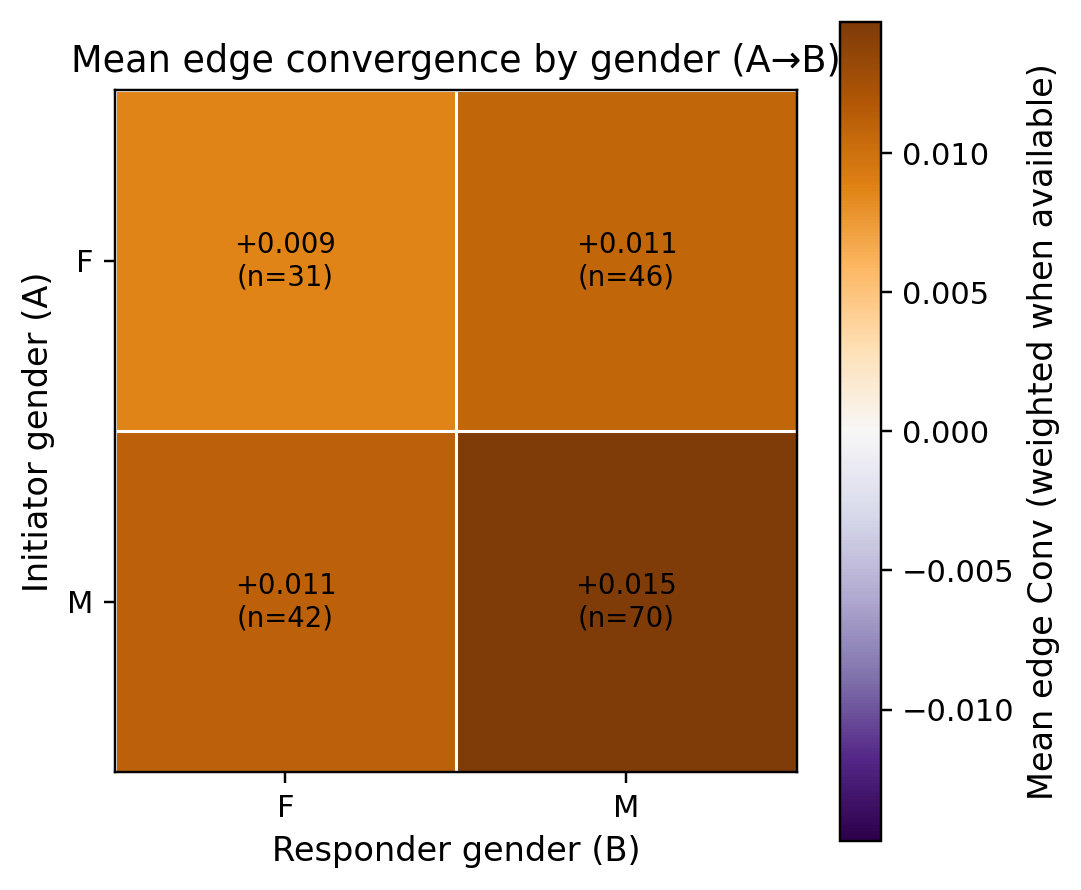 Mean edge convergence by gender (A→B)
Initiator gender (A)
F
M
+0.009
(n=31)
+0.011
(n=46)
+0.011
(n=42)
+0.015
(n=70)
F
M
Responder gender (B)
0.010
0.005
0.000
−0.005
−0.010
Mean edge Conv (weighted when available)